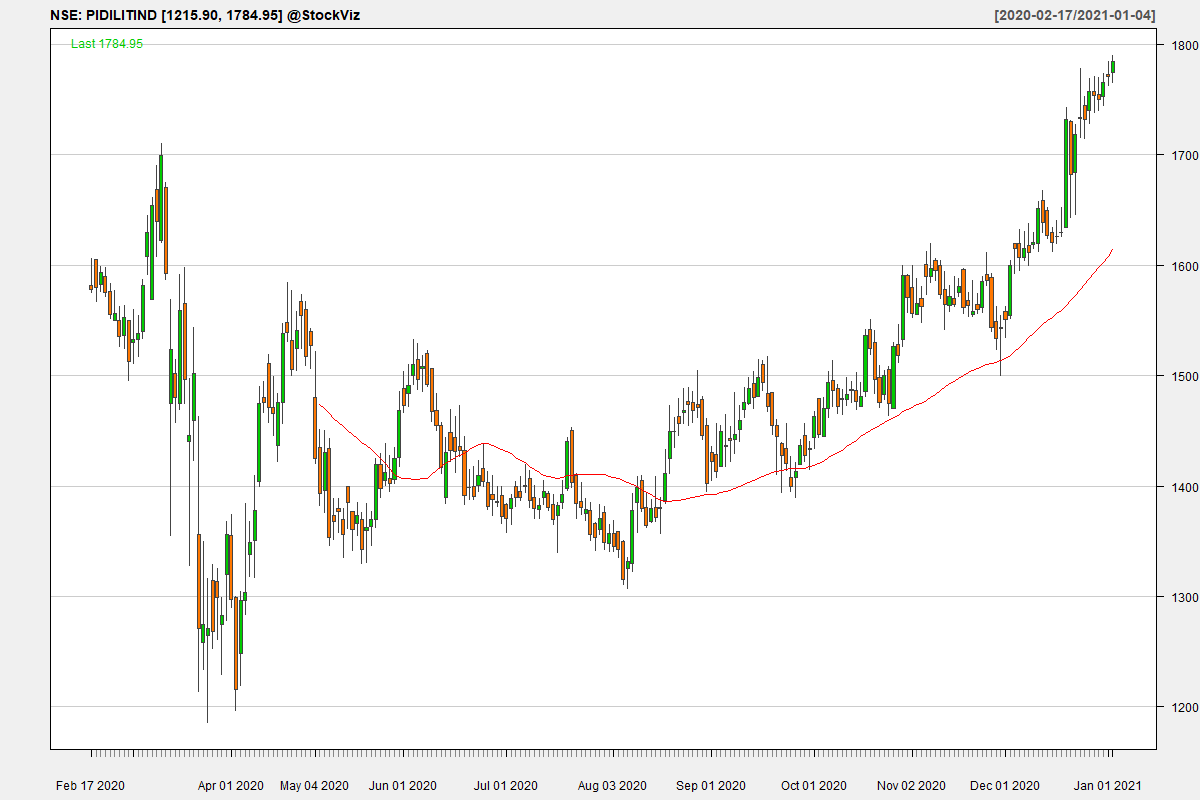 NSE: PIDILITIND [1215.90, 1784.95] @StockViz [2020-02-17/2021-01-04]
Last 1784.95
1800
1700
1600
1500
1400
1300
1200
Feb 17 2020 Apr 01 2020 May 04 2020 Jun 01 2020 Jul 01 2020 Aug 03 2020 Sep 01 2020 Oct 01 2020 Nov 02 2020 Dec 01 2020 Jan 01 2021